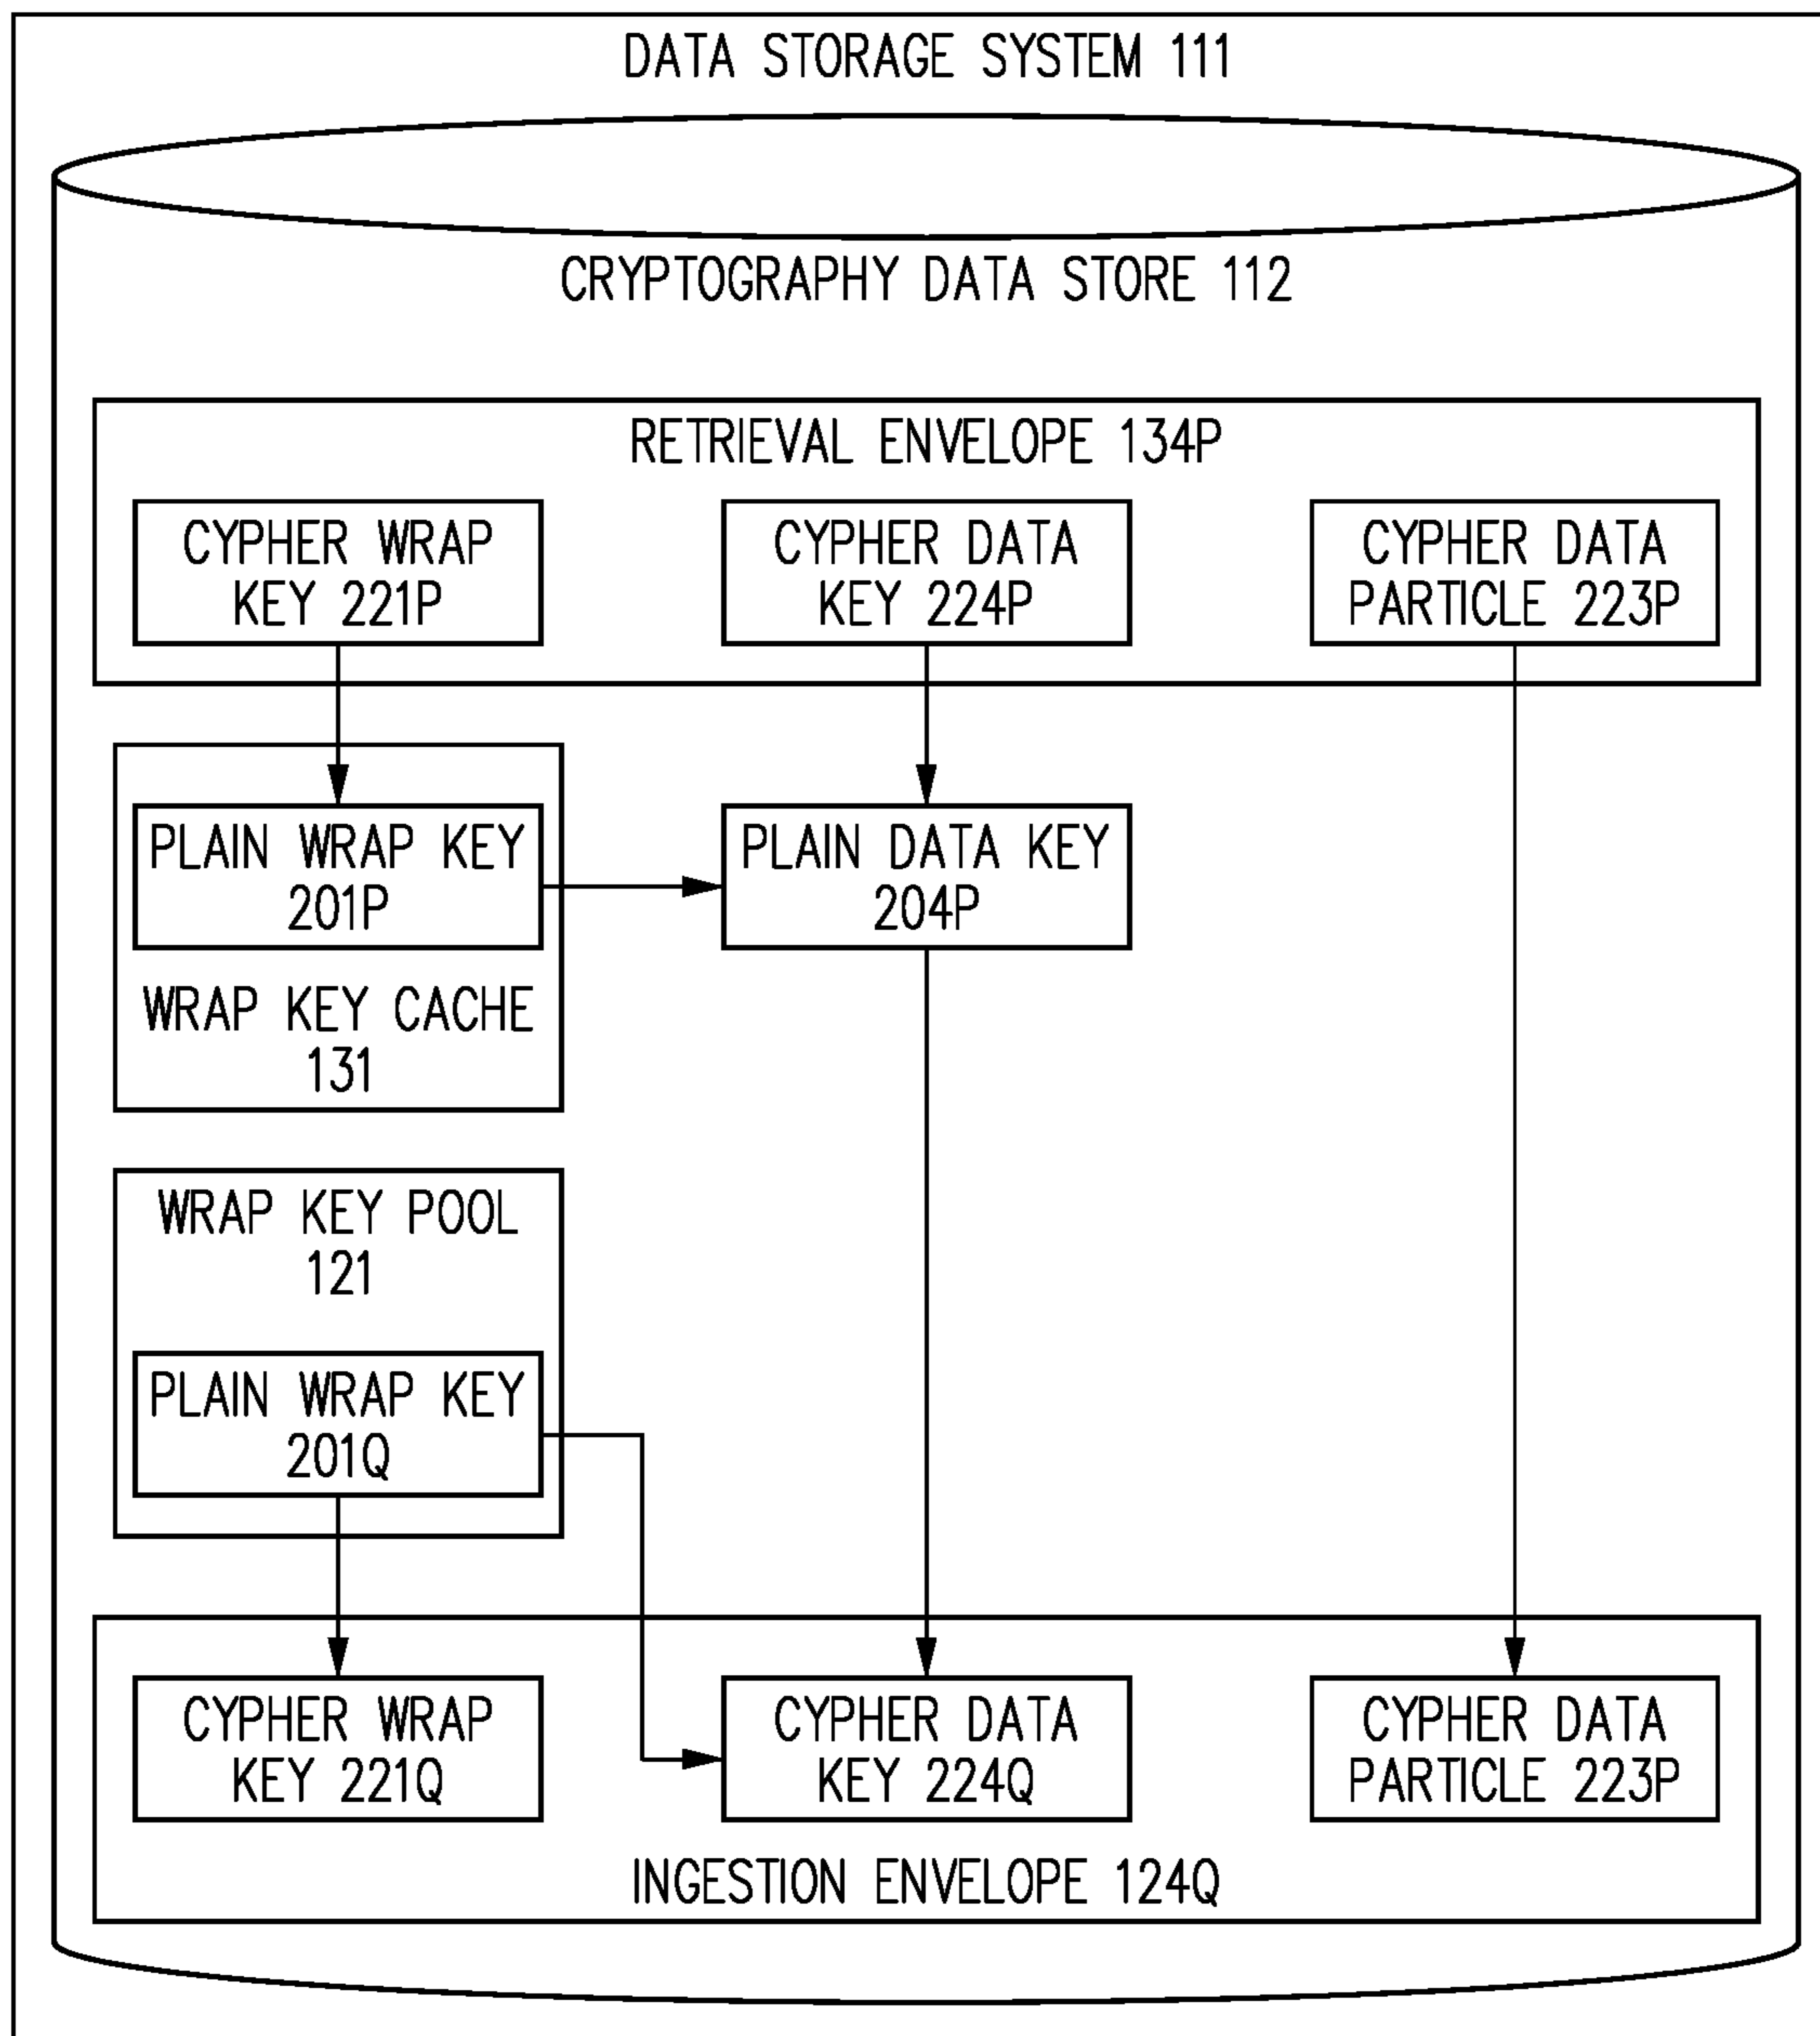 DATA STORAGE SYSTEM 111
CRYPTOGRAPHY DATA STORE 112
RETRIEVAL ENVELOPE 134P
CYPHER WRAP
KEY 221P
CYPHER DATA
KEY 224P
CYPHER DATA
PARTICLE 223P
PLAIN WRAP KEY
201P
PLAIN DATA KEY
204P
WRAP KEY CACHE
131
WRAP KEY POOL
121
PLAIN WRAP KEY
201Q
CYPHER WRAP
KEY 221Q
CYPHER DATA
KEY 224Q
CYPHER DATA
PARTICLE 223P
INGESTION ENVELOPE 124Q